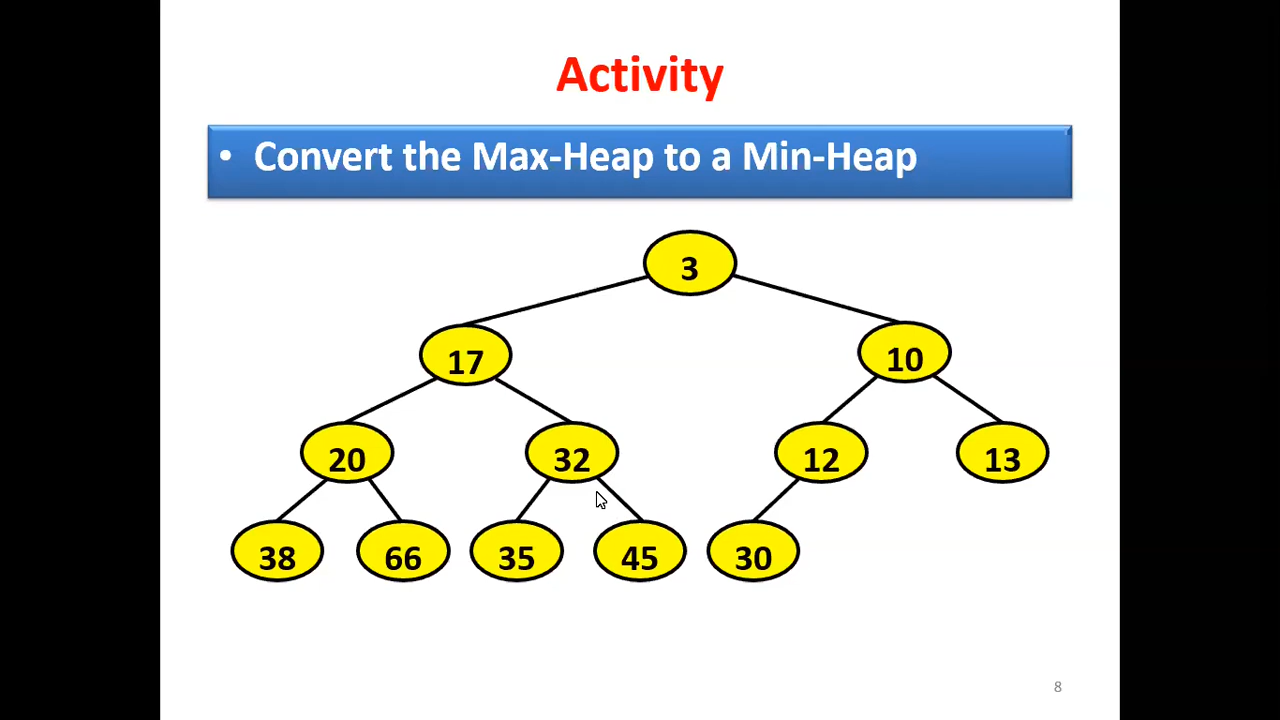 Activity
• Convert the Max-Heap to a Min-Heap
3
17 10
20 32 12 13
38 66 35 45 30
8